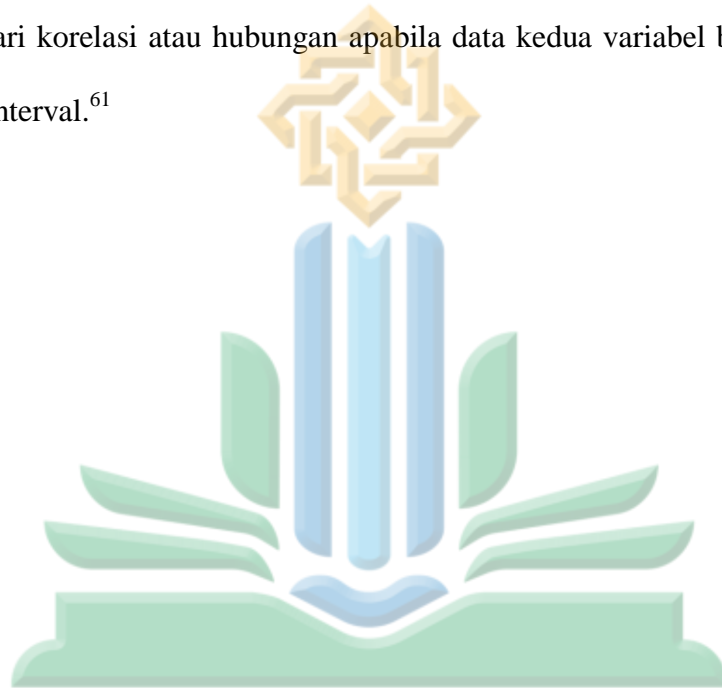 ari korelasi atau hubungan apabila data kedua variabel b
nterval.61